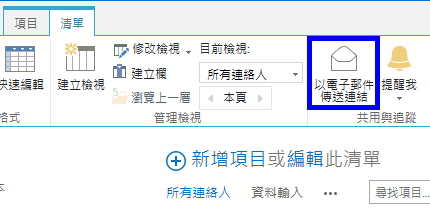 項目
清單
快速編輯
建立檢視
修改檢視
建立欄
瀏覽上一層
目前檢視:
所有連絡人
本頁
以電子郵件
傳送連結
提醒我
格式
管理檢視
共用與追蹤
新增項目或編輯此清單
所有連絡人 資料輸入 ...
尋找項目...